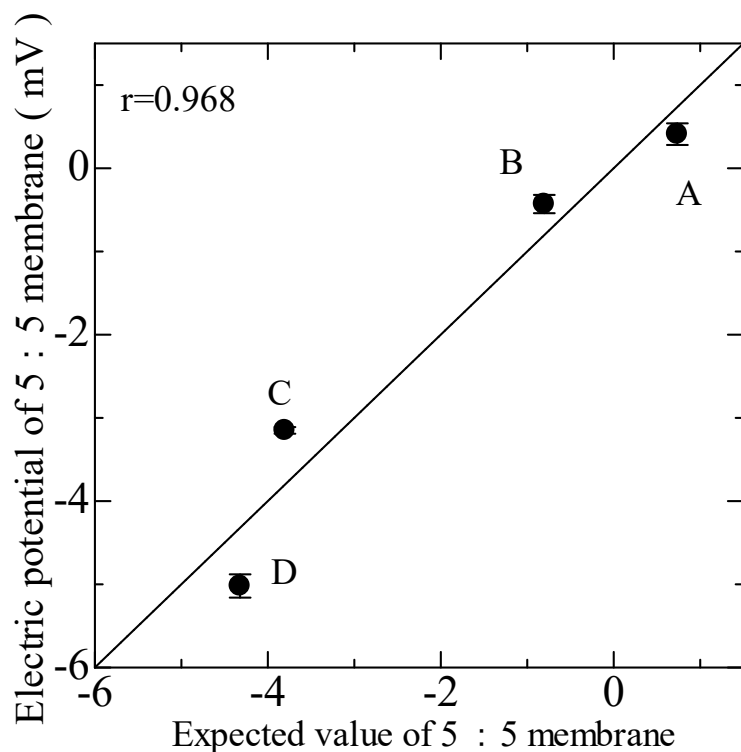 Electric potential of 5 : 5 membrane ( mV )
r=0.968
0
-2
-4
-6
A
B
C
D
-6 -4 -2 0
Expected value of 5 : 5 membrane